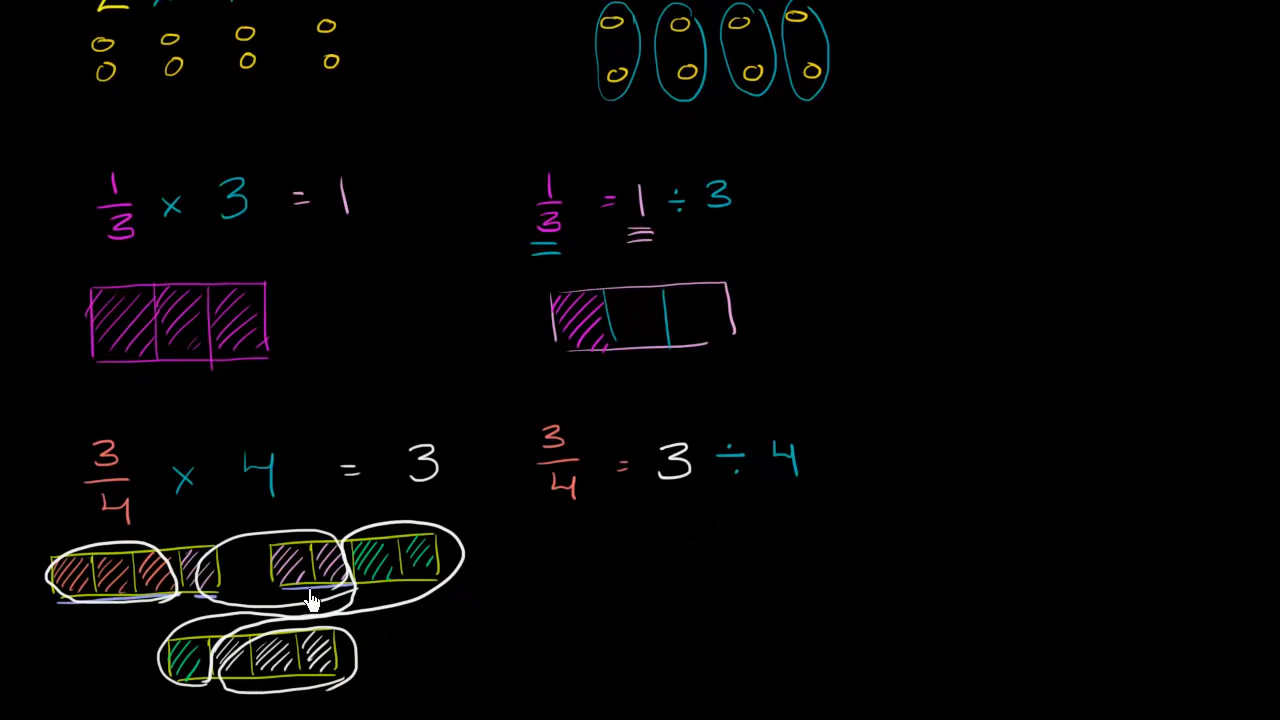 1/3 × 3 = 1
1/3 = 1 ÷ 3
3/4 × 4 = 3
3/4 = 3 ÷ 4